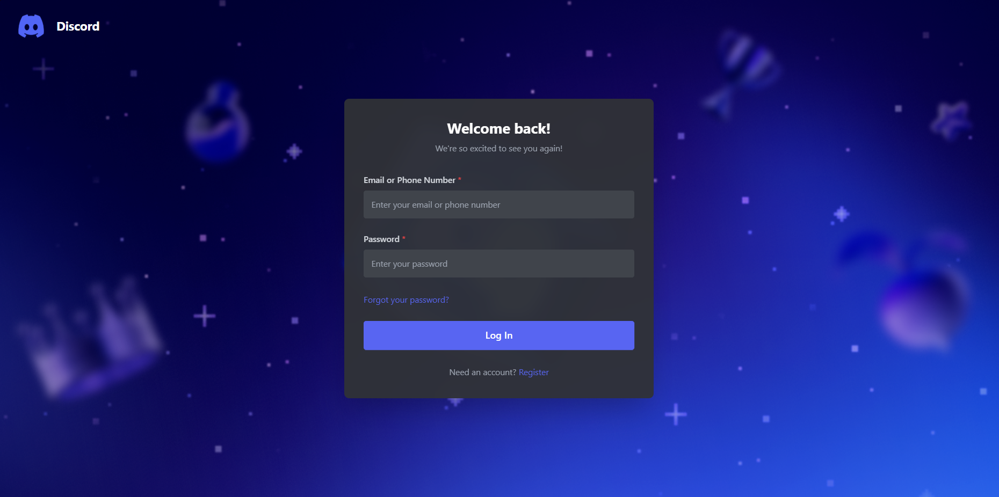 Discord
Welcome back!
We're so excited to see you again!
Email or Phone Number *
Enter your email or phone number
Password *
Enter your password
Forgot your password?
Log In
Need an account? Register